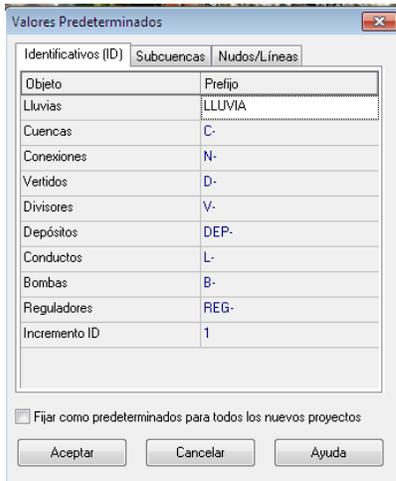 Valores Predeterminados
Identificativos (ID) Subcuencas Nudos/Líneas
Objeto Prefijo
Lluvias LLUVIA
Cuencas C-
Conexiones N-
Vertidos D-
Divisores V-
Depósitos DEP-
Conductos L-
Bombas B-
Reguladores REG-
Incremento ID 1
Fijar como predeterminados para todos los nuevos proyectos
Aceptar Cancelar Ayuda